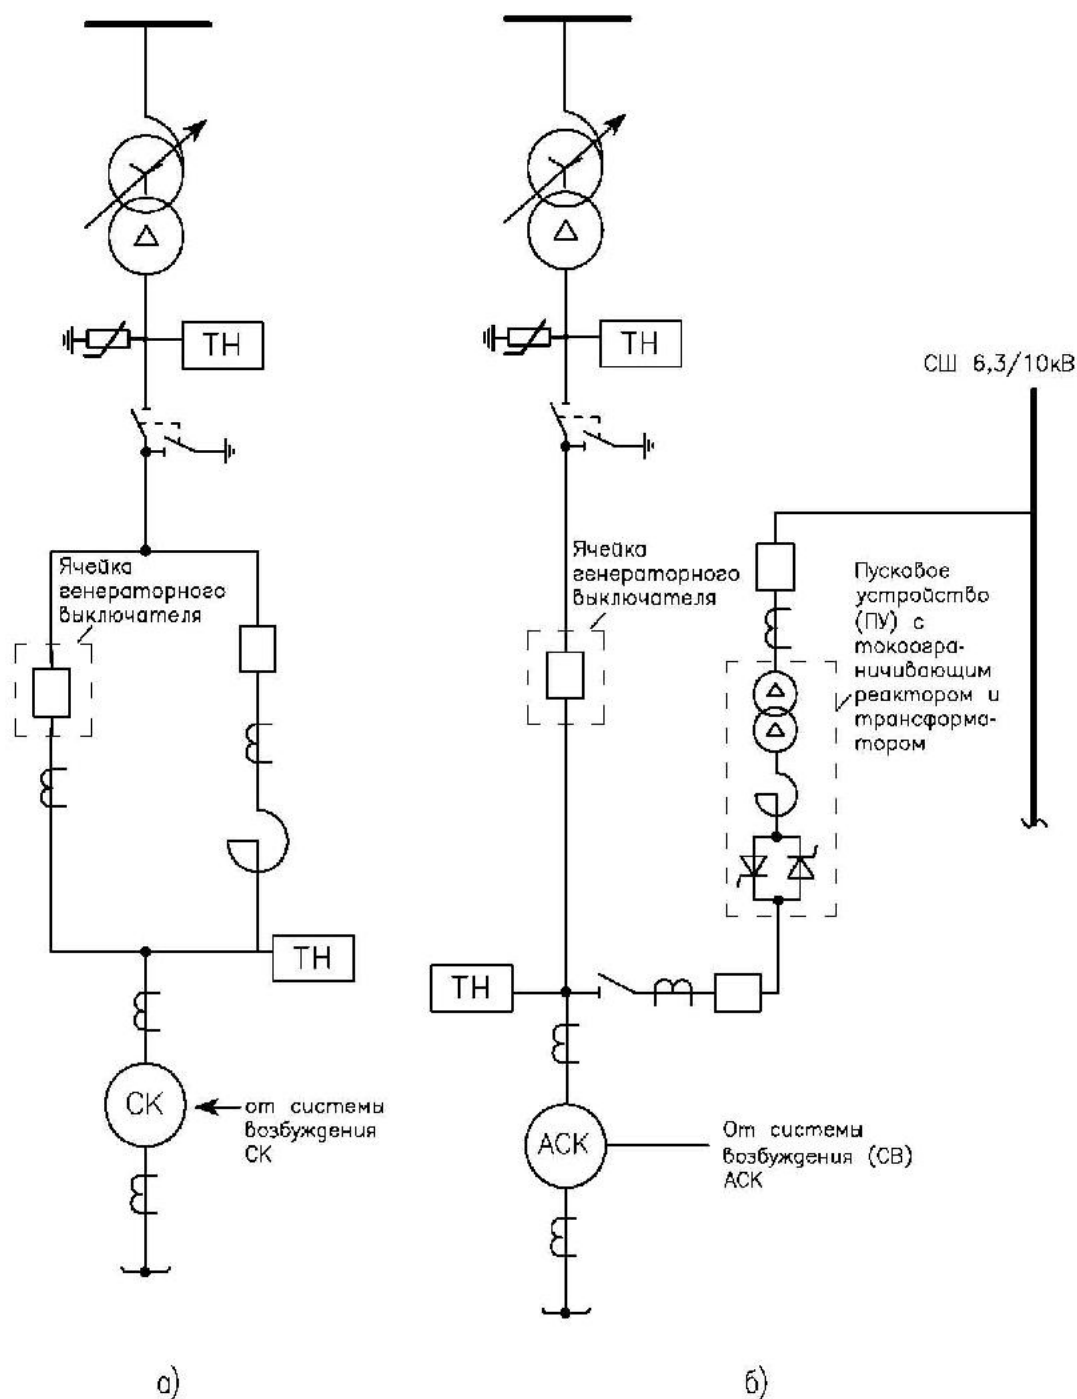 ТН
Ячейка
генераторного
выключателя
ТН
СК
от системы
возбуждения
СК
а)
ТН
СШ 6,3/10кВ
Ячейка
генераторного
выключателя
Пусковое
устройство
(ПУ) с
токоогра-
ничивающим
реактором и
трансформа-
тором
ТН
АСК
От системы
возбуждения (СВ)
АСК
б)